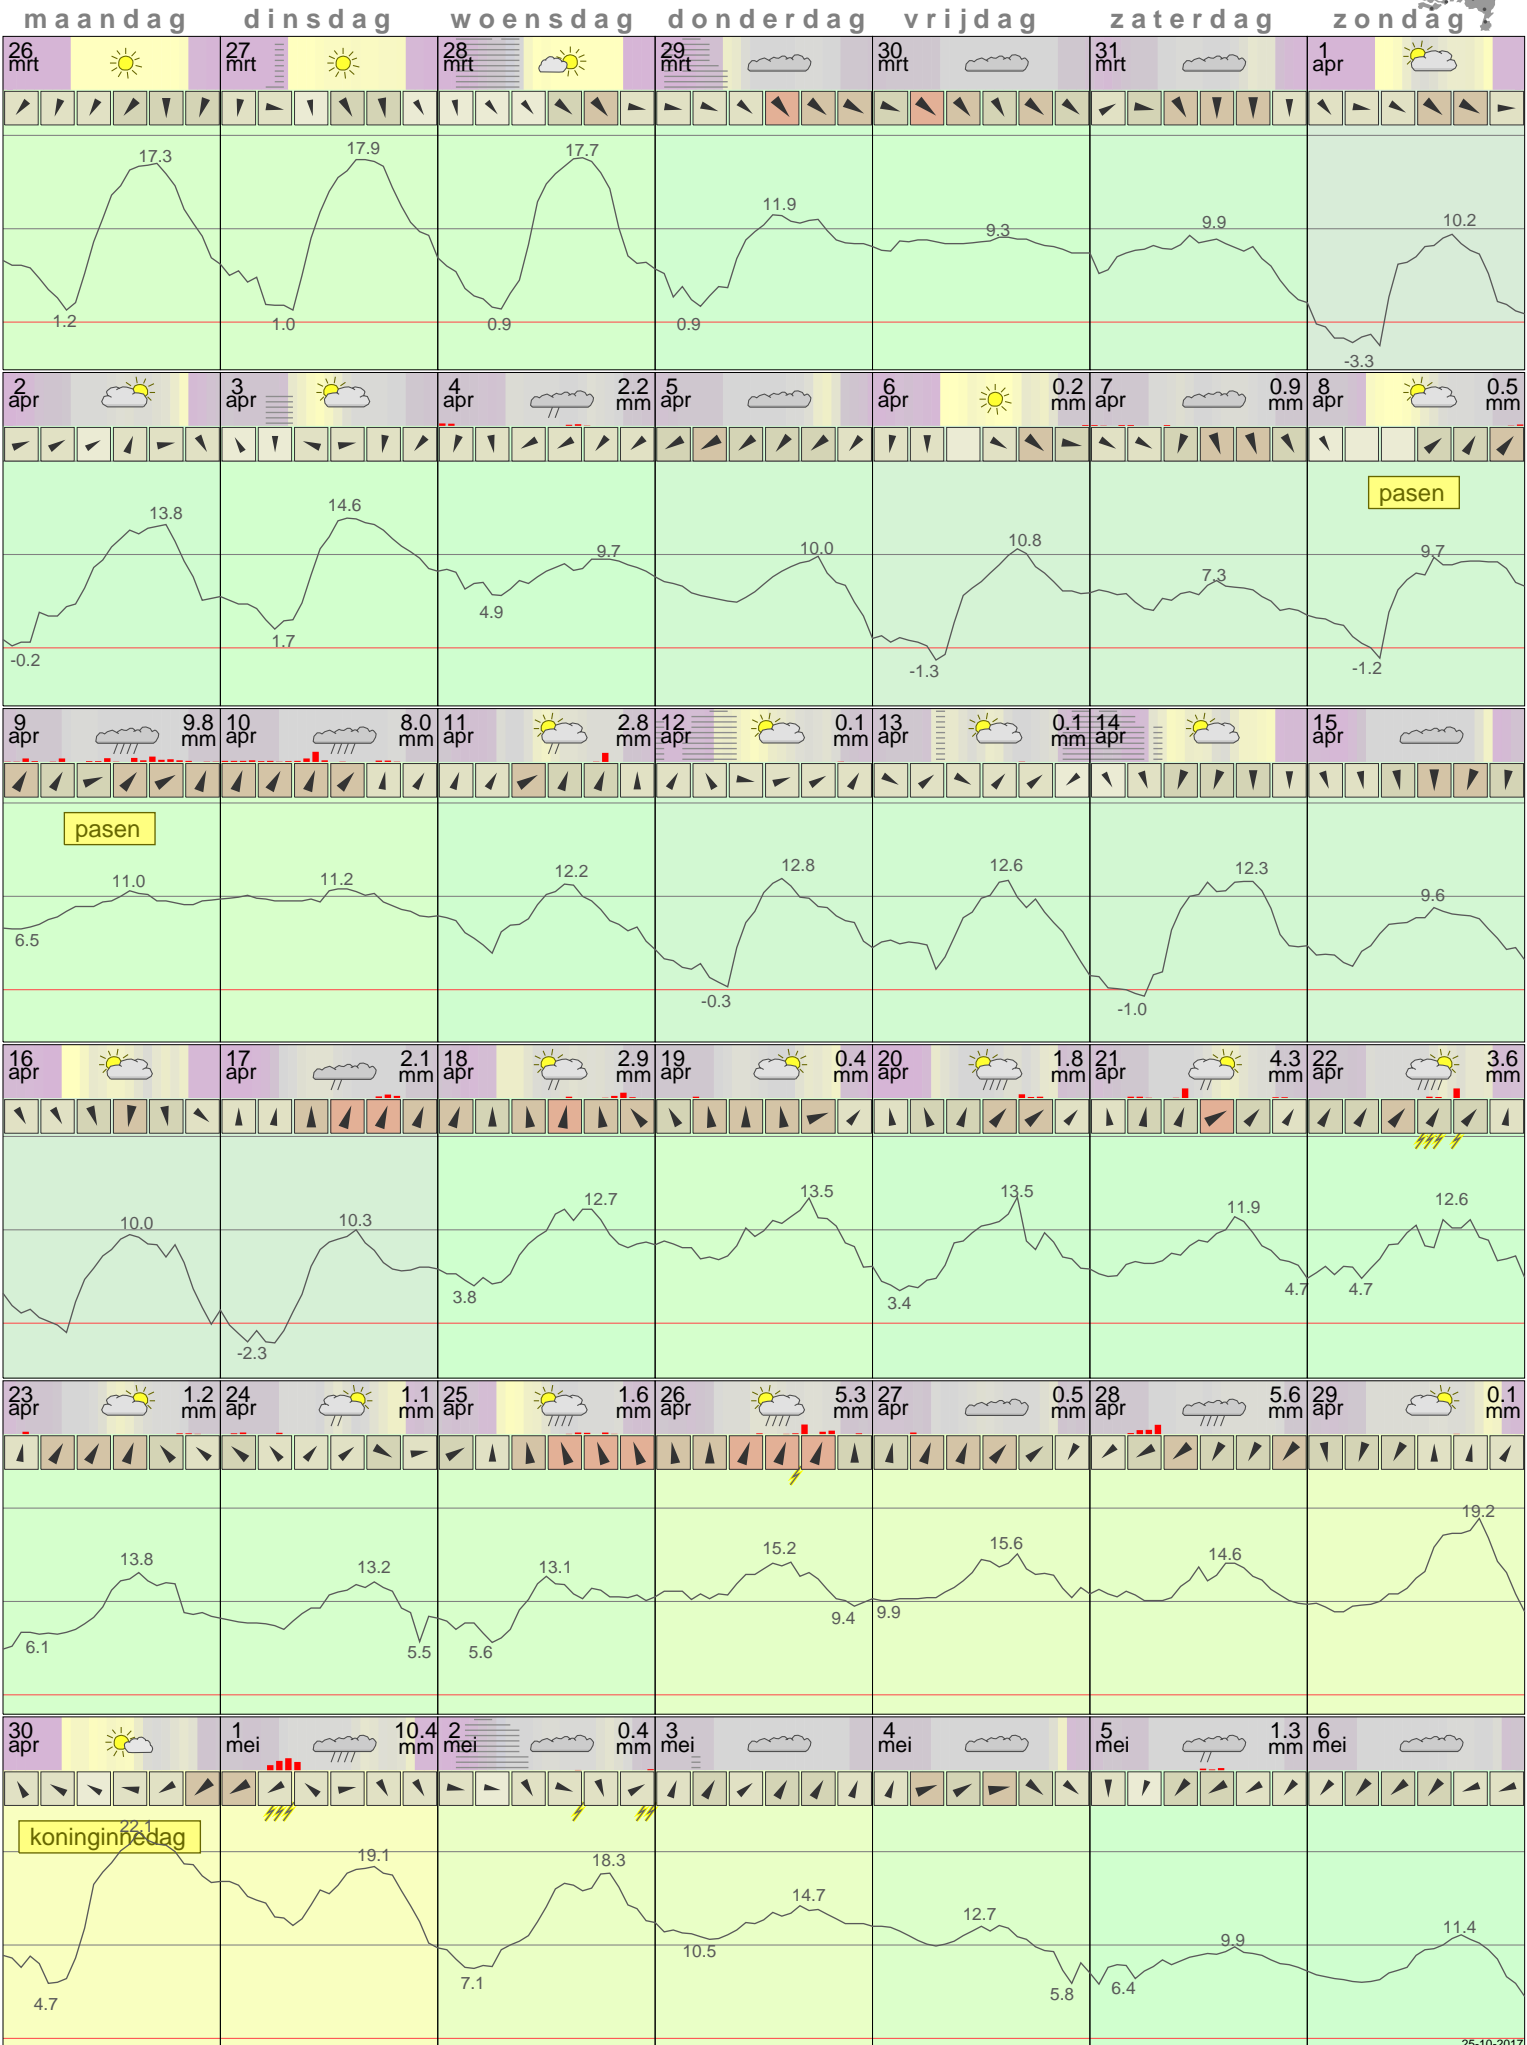 maandag dinsdag woensdag donderdag vrijdag zaterdag zondag
26 27 28 29 30 31 1
mrt mrt mrt mrt mrt mrt apr
17.3 17.9 17.7 11.9 9.3 9.9 10.2
1.2 1.0 0.9 0.9 -3.3
2 3 4 2.2 5 6 0.2 7 0.9 8 0.5
apr apr apr mm apr apr mm apr mm apr mm
pasen
13.8 14.6 9.7 10.0 10.8 7.3 9.7
-0.2 1.7 4.9 -1.3 -1.2
9 9.8 10 8.0 11 2.8 12 0.1 13 0.1 14 15
apr mm apr mm apr mm apr mm apr mm apr apr
pasen
11.0 11.2 12.2 12.8 12.6 12.3 9.6
6.5 -0.3 -1.0
16 17 2.1 18 2.9 19 0.4 20 1.8 21 4.3 22 3.6
apr apr mm apr mm apr mm apr mm apr mm apr mm
10.0 10.3 12.7 13.5 13.5 11.9 12.6
-2.3 3.8 3.4 4.7 4.7
23 1.2 24 1.1 25 1.6 26 5.3 27 0.5 28 5.6 29 0.1
apr mm apr mm apr mm apr mm apr mm apr mm apr mm
13.8 13.2 13.1 15.2 15.6 14.6 19.2
6.1 5.5 5.6 9.4 9.9
30 1 10.4 2 0.4 3 4 5 1.3 6
apr mei mm mei mm mei mei mei mm mei
koninginnedag
22.1 19.1 18.3 14.7 12.7 9.9 11.4
4.7 7.1 10.5 5.8 6.4
25-10-2017